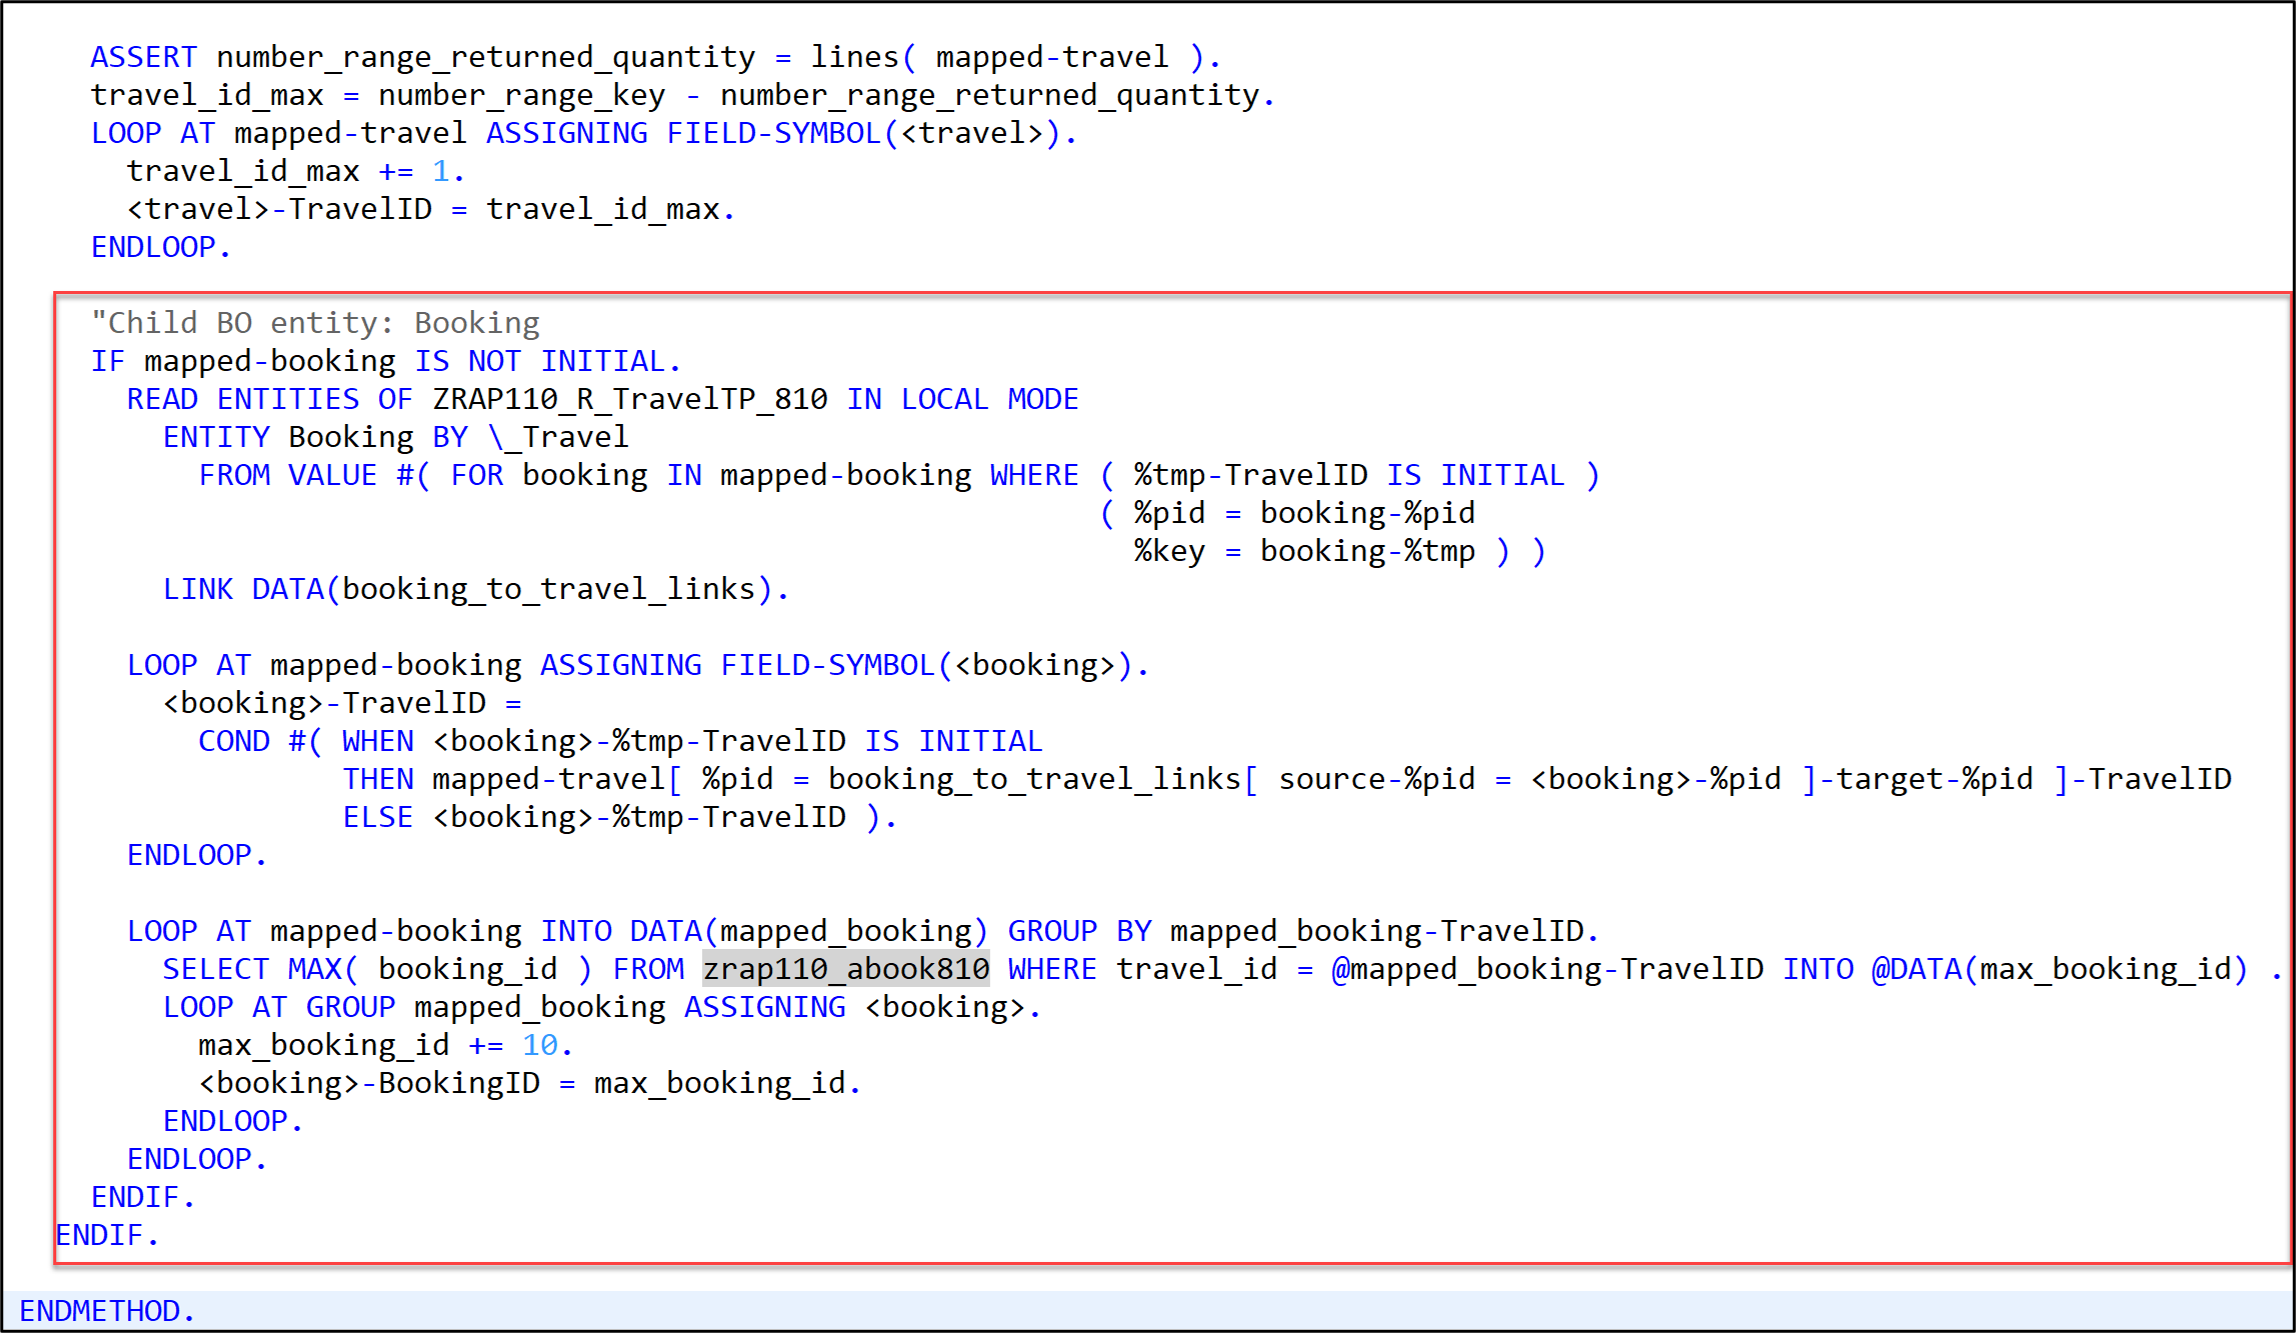 ASSERT number_range_returned_quantity = lines( mapped-travel ).
travel_id_max = number_range_key - number_range_returned_quantity.
LOOP AT mapped-travel ASSIGNING FIELD-SYMBOL(<travel>).
travel_id_max += 1.
<travel>-TravelID = travel_id_max.
ENDLOOP.
"Child BO entity: Booking
IF mapped-booking IS NOT INITIAL.
READ ENTITIES OF ZRAP110_R_TravelTP_810 IN LOCAL MODE
ENTITY Booking BY \_Travel
FROM VALUE #( FOR booking IN mapped-booking WHERE ( %tmp-TravelID IS INITIAL )
( %pid = booking-%pid
%key = booking-%tmp ) )
LINK DATA(booking_to_travel_links).
LOOP AT mapped-booking ASSIGNING FIELD-SYMBOL(<booking>).
<booking>-TravelID =
COND #( WHEN <booking>-%tmp-TravelID IS INITIAL
THEN mapped-travel[ %pid = booking_to_travel_links[ source-%pid = <booking>-%pid ]-target-%pid ]-TravelID
ELSE <booking>-%tmp-TravelID ).
ENDLOOP.
LOOP AT mapped-booking INTO DATA(mapped_booking) GROUP BY mapped_booking-TravelID.
SELECT MAX( booking_id ) FROM zrap110_abook810 WHERE travel_id = @mapped_booking-TravelID INTO @DATA(max_booking_id) .
LOOP AT GROUP mapped_booking ASSIGNING <booking>.
max_booking_id += 10.
<booking>-BookingID = max_booking_id.
ENDLOOP.
ENDLOOP.
ENDIF.
ENDIF.
ENDMETHOD.